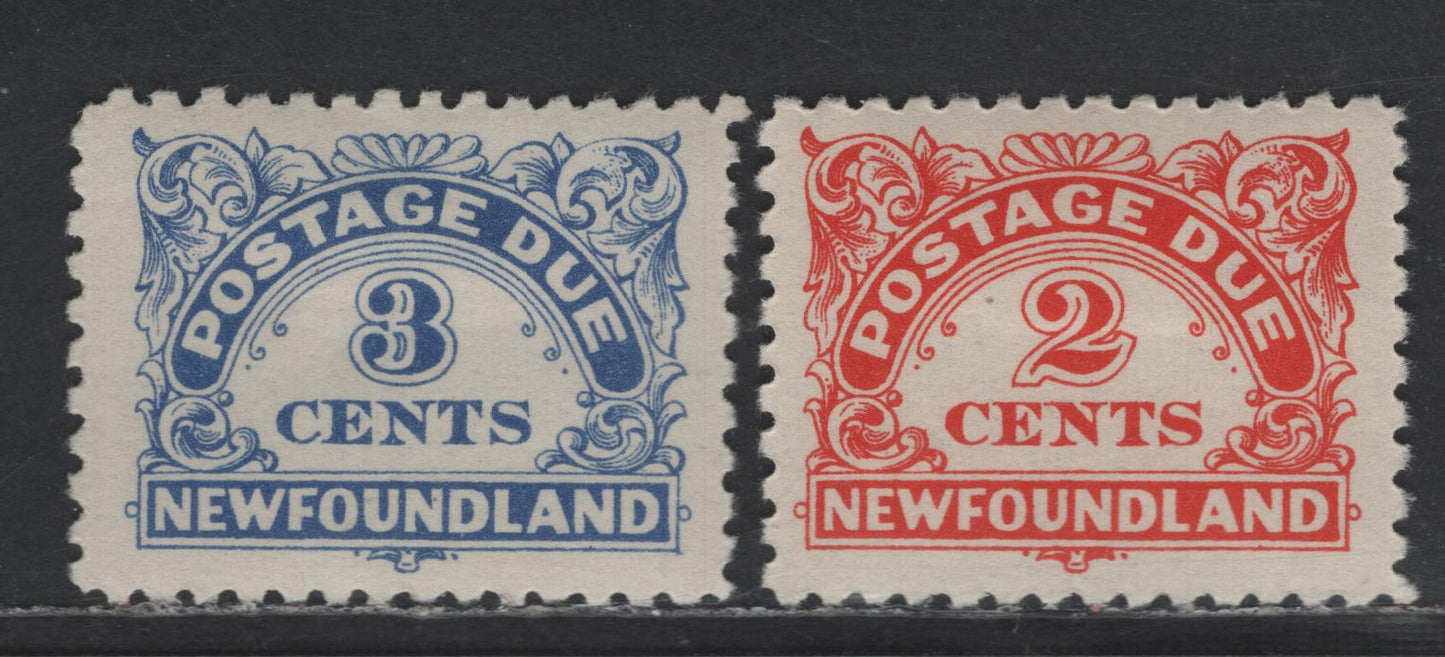 POSTAGE DUE
3
CENTS
NEWFOUNDLAND
POSTAGE DUE
2
CENTS
NEWFOUNDLAND